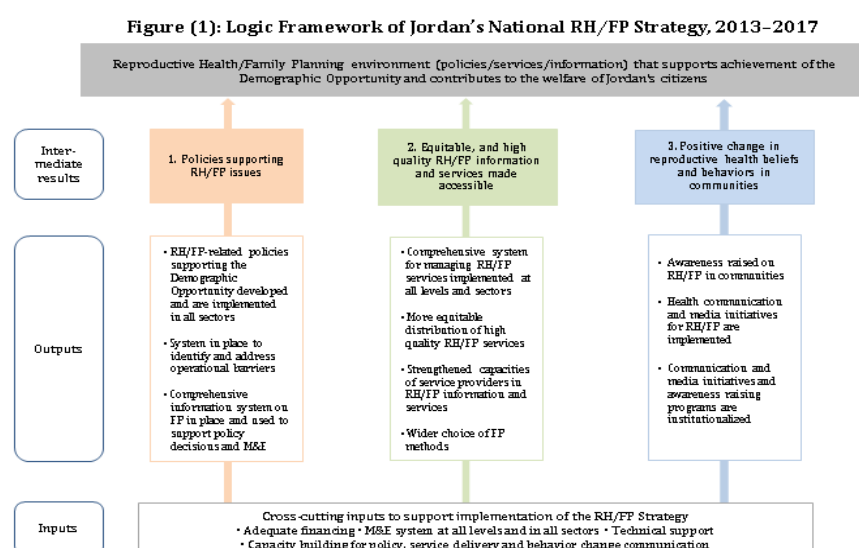 Figure (1): Logic Framework of Jordan's National RH/FP Strategy, 2013–2017
Reproductive Health/Family Planning environment (policies/services/information) that supports achievement of the
Demographic Opportunity and contributes to the welfare of Jordan's citizens
Inter-
mediate
results
1. Policies supporting
RH/FP issues
2. Equitable, and high
quality RH/FP information
and services made
accessible
3. Positive change in
reproductive health beliefs
and behaviors in
communities
Outputs
• RH/FP-related policies
supporting the
Demographic
Opportunity developed
and are implemented
in all sectors
• System in place to
identify and address
operational barriers
• Comprehensive
information system on
FP in place and used to
support policy
decisions and M&E
• Comprehensive system
for managing RH/FP
services implemented at
all levels and sectors
• More equitable
distribution of high
quality RH/FP services
• Strengthened capacities
of service providers in
RH/FP information and
services
• Wider choice of FP
methods
• Awareness raised on
RH/FP in communities
• Health communication
and media initiatives
for RH/FP are
implemented
• Communication and
media initiatives and
awareness raising
programs are
institutionalized
Inputs
Cross-cutting inputs to support implementation of the RH/FP Strategy
• Adequate financing • M&E system at all levels and in all sectors • Technical support
• Capacity building for policy, service delivery and behavior change communication